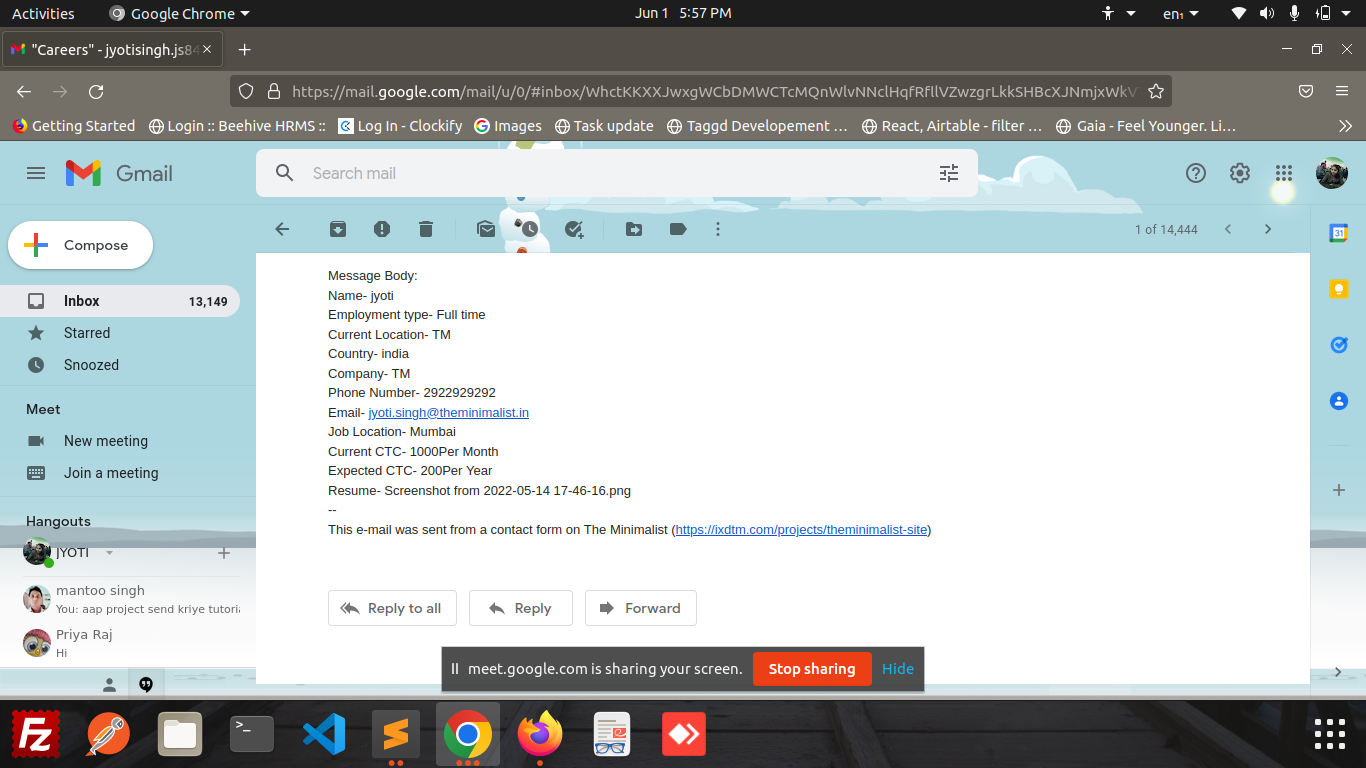 Activities
Google Chrome
Jun 1 5:57 PM
en₁
"Careers" - jyotisingh.js84
https://mail.google.com/mail/u/0/#inbox/WhctKKXXJwxgWCbDMWCTcMQnWlvNNclHqfRfllVZwzgrLkkSHBcXJNmjxWkV
Getting Started
Login :: Beehive HRMS ::
Log In - Clockify
Images
Task update
Taggd Developement …
React, Airtable - filter …
Gaia - Feel Younger. Li…
Gmail
Search mail
Compose
1 of 14,444
Inbox 13,149
Starred
Snoozed
Meet
New meeting
Join a meeting
Hangouts
JYOTI
mantoo singh
You: aap project send kriye tutoria
Priya Raj
Hi
Message Body:
Name- jyoti
Employment type- Full time
Current Location- TM
Country- india
Company- TM
Phone Number- 2922929292
Email- jyoti.singh@theminimalist.in
Job Location- Mumbai
Current CTC- 1000Per Month
Expected CTC- 200Per Year
Resume- Screenshot from 2022-05-14 17-46-16.png
--
This e-mail was sent from a contact form on The Minimalist (https://ixdtm.com/projects/theminimalist-site)
Reply to all
Reply
Forward
31
meet.google.com is sharing your screen.
Stop sharing
Hide
Fz
>_